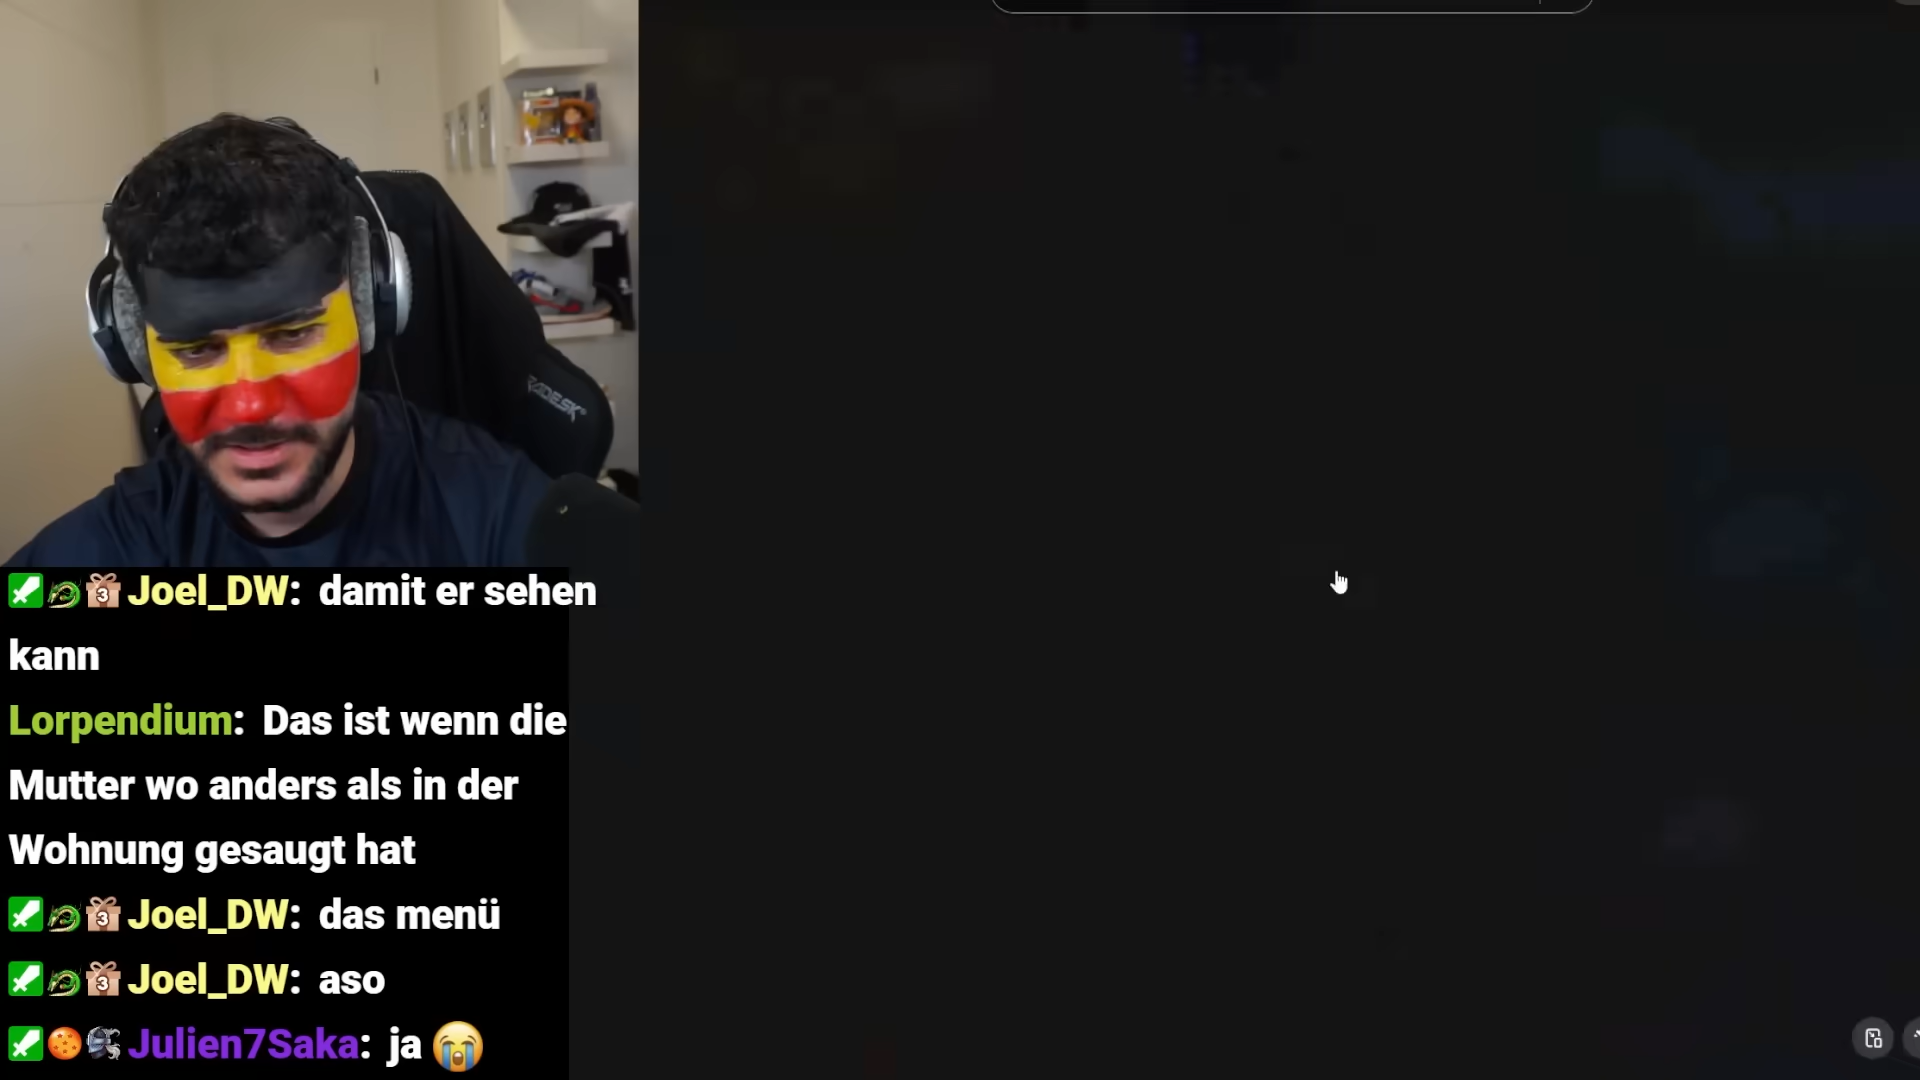 RADESK
Joel_DW: damit er sehen
kann
Lorpendium: Das ist wenn die
Mutter wo anders als in der
Wohnung gesaugt hat
Joel_DW: das menü
Joel_DW: aso
Julien7Saka: ja 😭